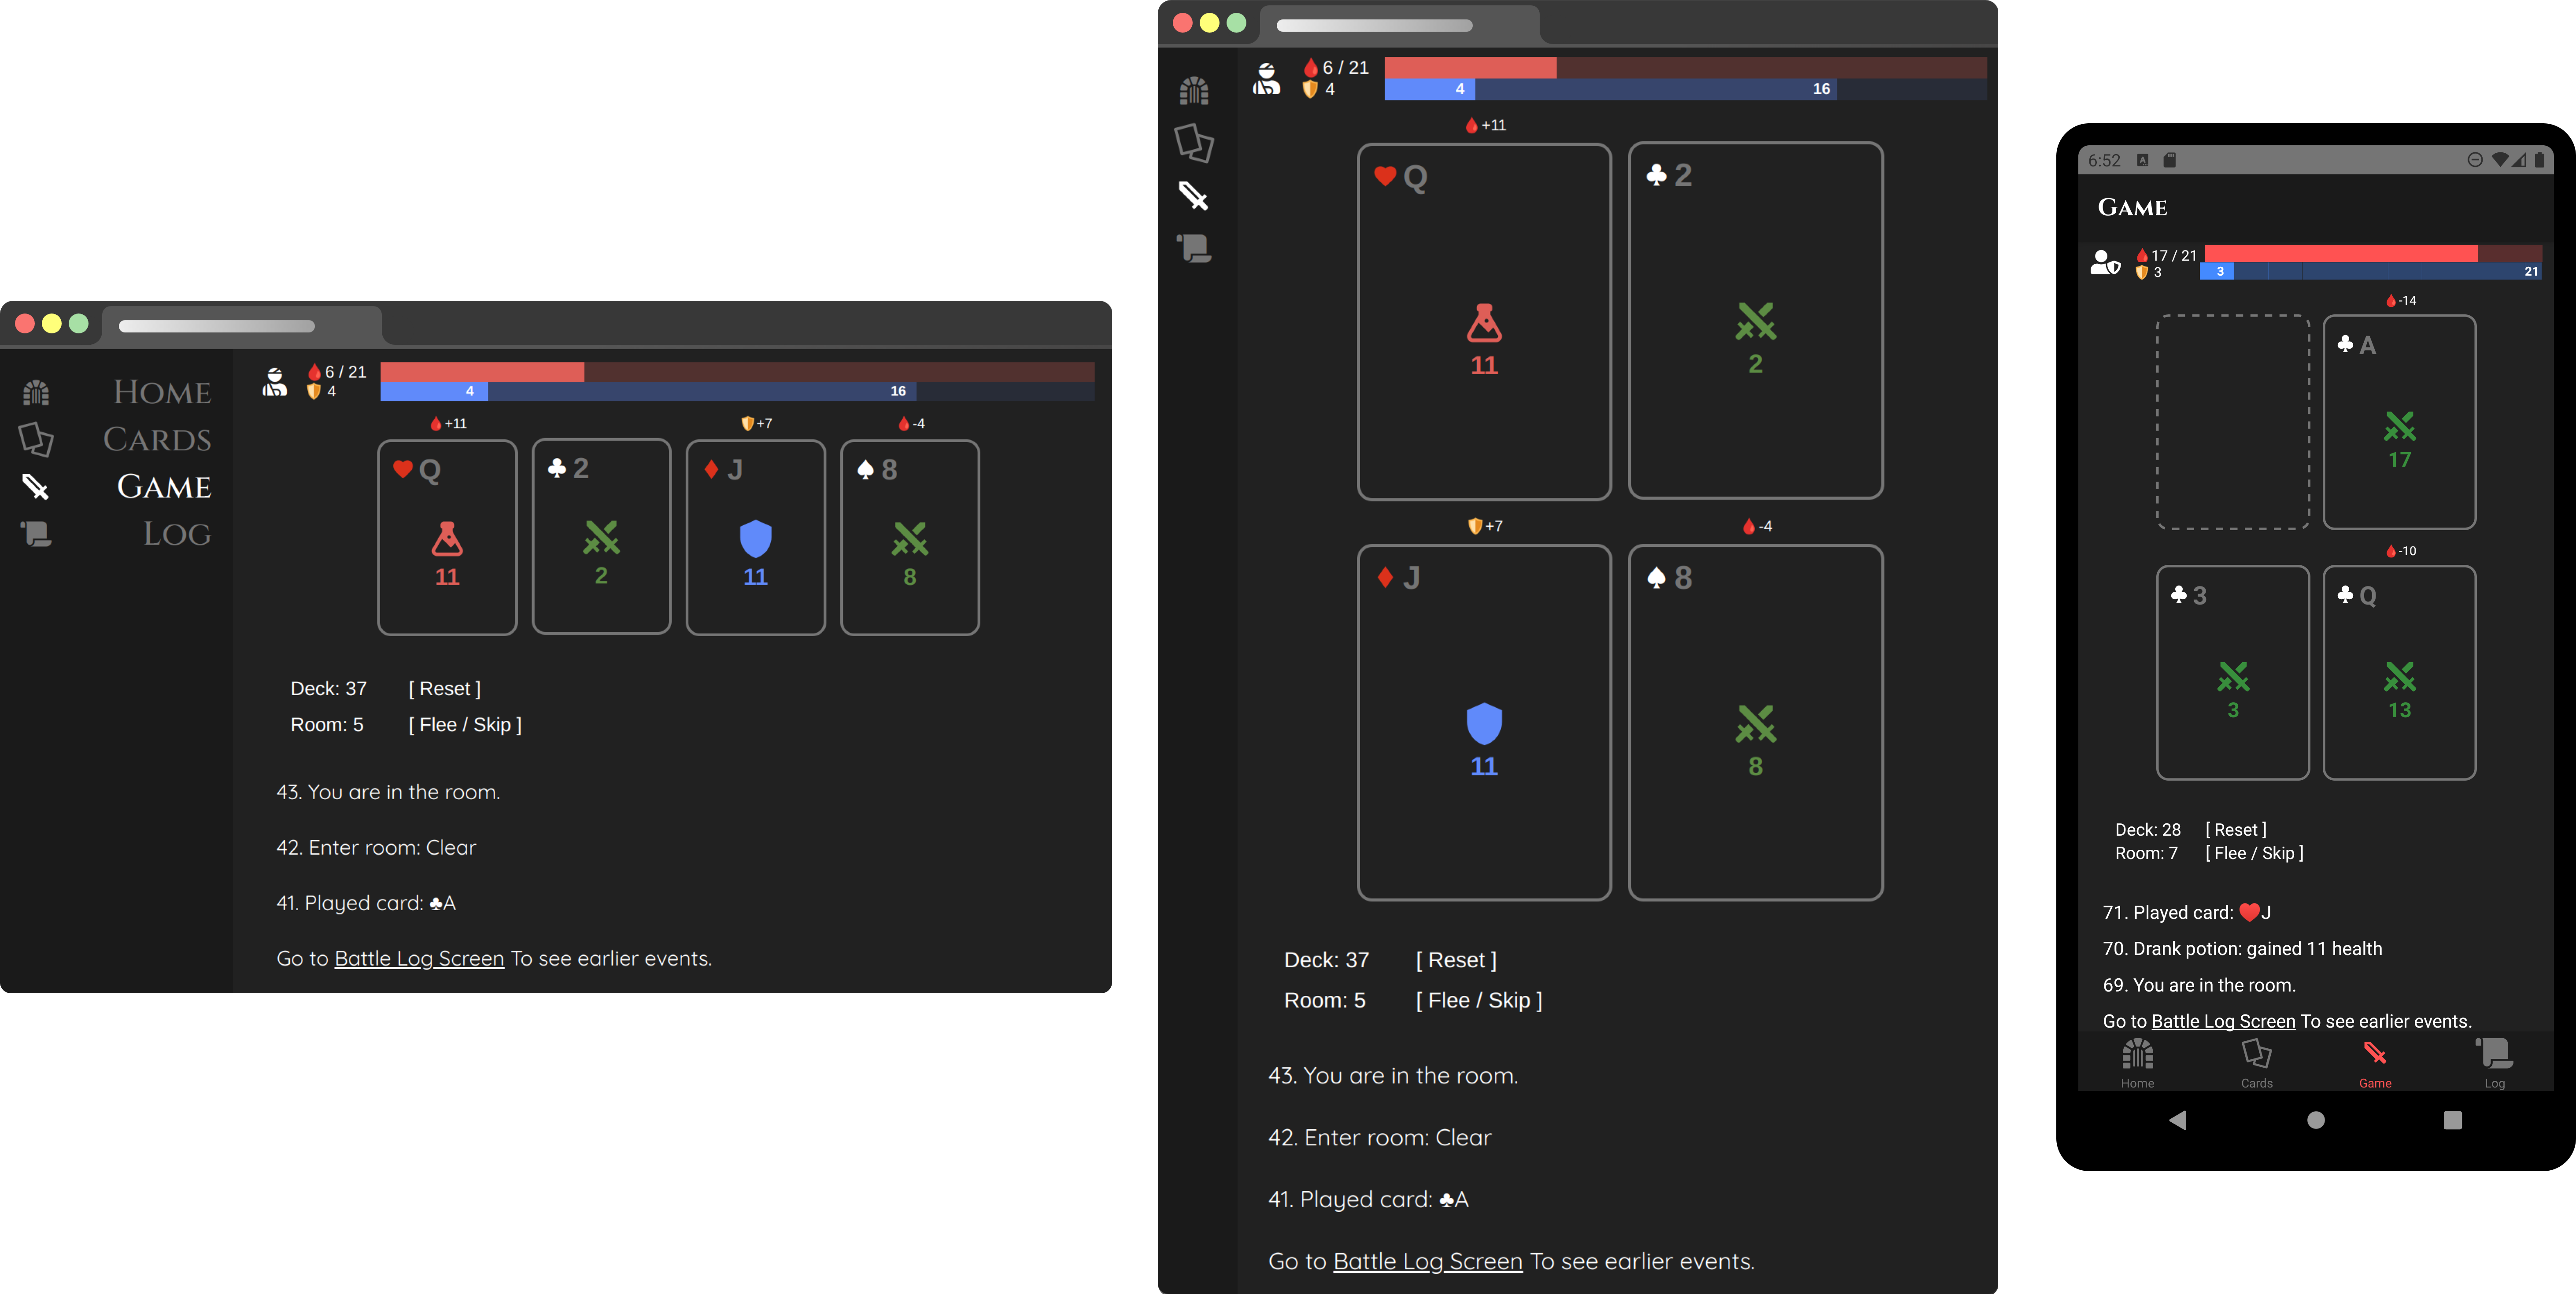 HOME
CARDS
GAME
LOG
6 / 21
4
4 16
+11 +7 -4
♥ Q ♣ 2 ♦ J ♠ 8
11 2 11 8
Deck: 37 [ Reset ]
Room: 5 [ Flee / Skip ]
43. You are in the room.
42. Enter room: Clear
41. Played card: ♣A
Go to Battle Log Screen To see earlier events.
6 / 21
4
4 16
+11
♥ Q ♣ 2
11 2
+7 -4
♦ J ♠ 8
11 8
Deck: 37 [ Reset ]
Room: 5 [ Flee / Skip ]
43. You are in the room.
42. Enter room: Clear
41. Played card: ♣A
Go to Battle Log Screen To see earlier events.
6:52 A
GAME
17 / 21
3
3 21
-14
♣ A
17
-10
♣ 3 ♣ Q
3 13
Deck: 28 [ Reset ]
Room: 7 [ Flee / Skip ]
71. Played card: ♥J
70. Drank potion: gained 11 health
69. You are in the room.
Go to Battle Log Screen To see earlier events.
Home Cards Game Log